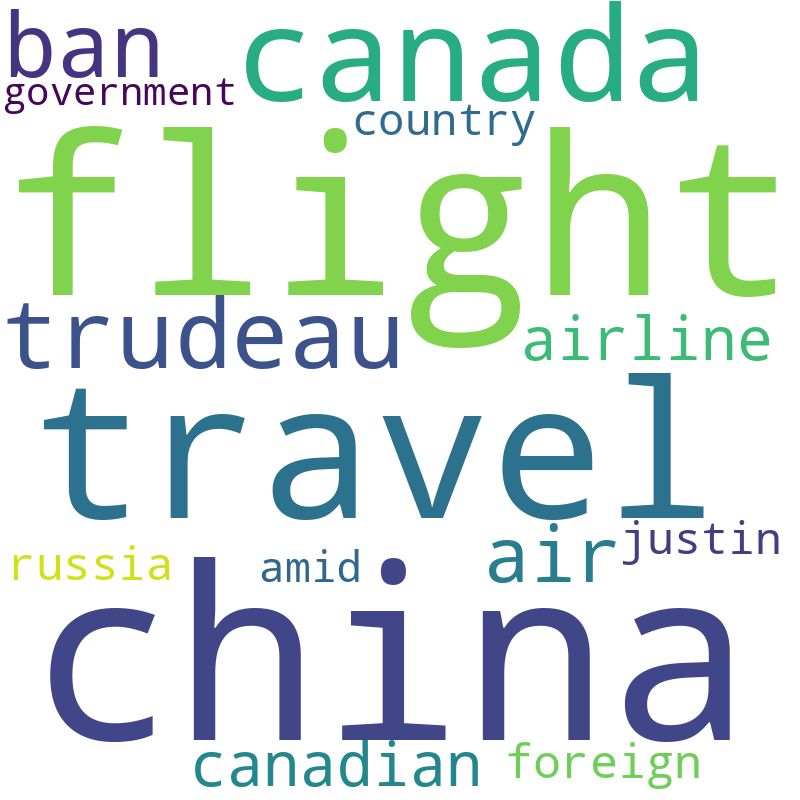 ban canada
government
country
flight
trudeau airline
travel
russia amid air justin
china
canadian foreign